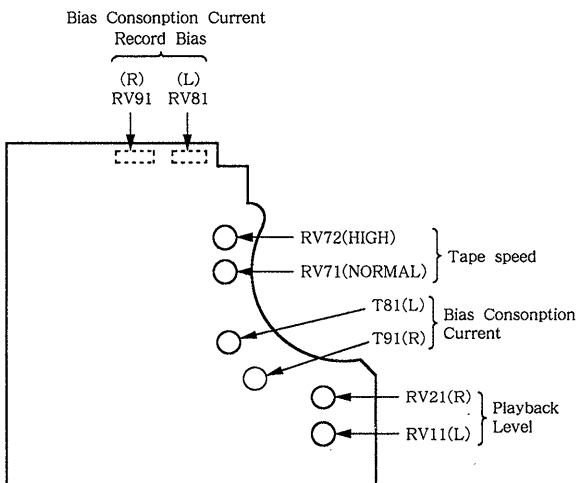 Bias Consonption Current
Record Bias
(R) (L)
RV91 RV81
RV72(HIGH)
RV71(NORMAL)
Tape speed
T81(L)
T91(R)
Bias Consonption
Current
RV21(R)
RV11(L)
Playback
Level